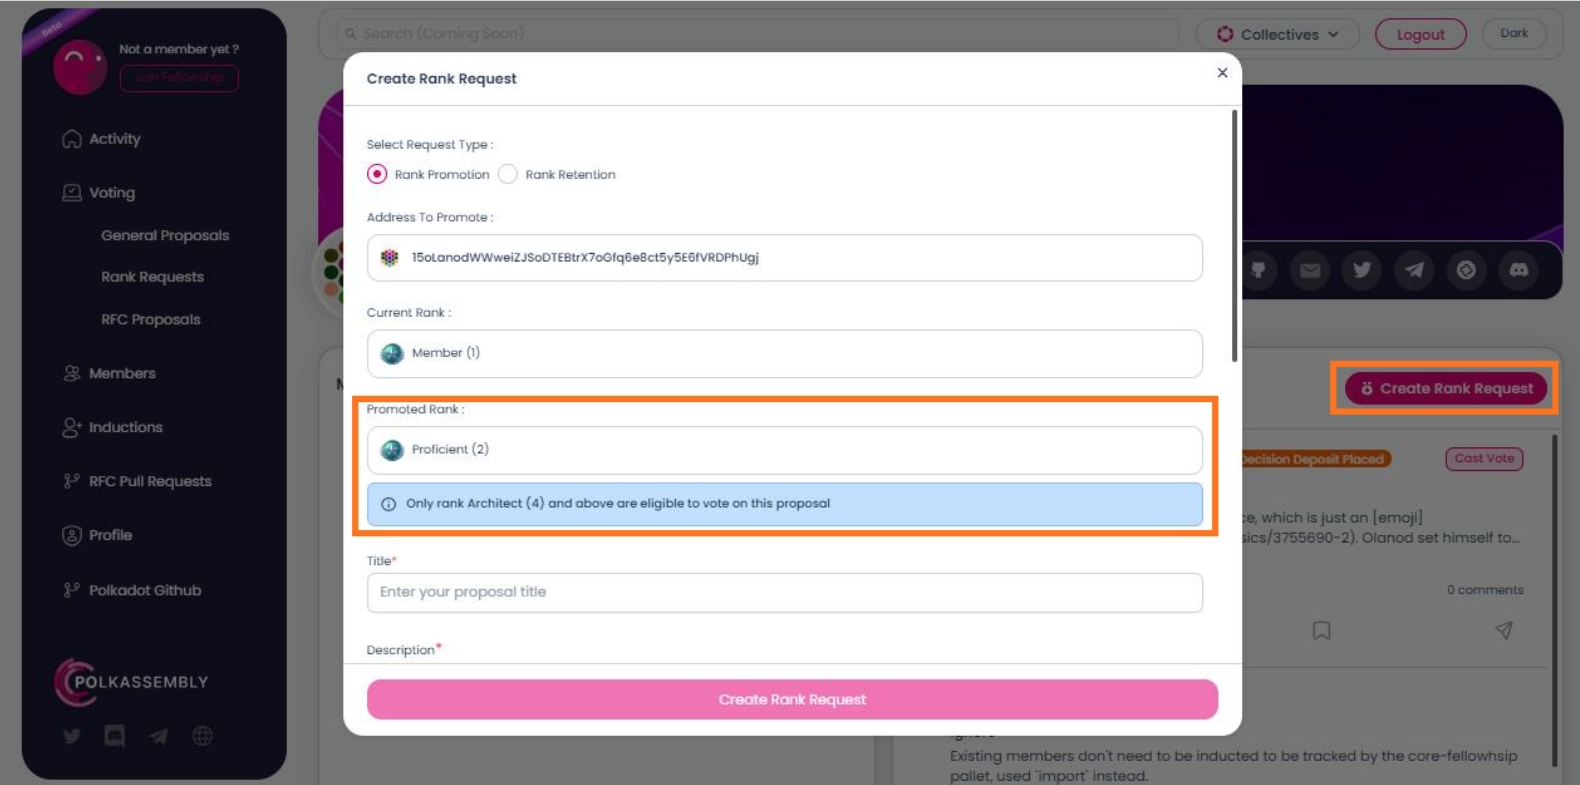 Beta
Not a member yet ?
Join Fellowship
Activity
Voting
General Proposals
Rank Requests
RFC Proposals
Members
Inductions
RFC Pull Requests
Profile
Polkadot Github
POLKASSEMBLY
Search (Coming Soon)
Collectives
Logout
Dark
Create Rank Request
Select Request Type :
Rank Promotion
Rank Retention
Address To Promote :
15oLanodWWweiZJSoDTEBtrX7oGfq6e8ct5y5E6fVRDPhUgj
Current Rank :
Member (1)
Promoted Rank :
Proficient (2)
Only rank Architect (4) and above are eligible to vote on this proposal
Title*
Enter your proposal title
Description*
Create Rank Request
Create Rank Request
Decision Deposit Placed
Cast Vote
ce, which is just an [emoji]
sics/3755690-2). Olanod set himself to...
0 comments
Existing members don't need to be inducted to be tracked by the core-fellowhsip
pallet, used `import` instead.